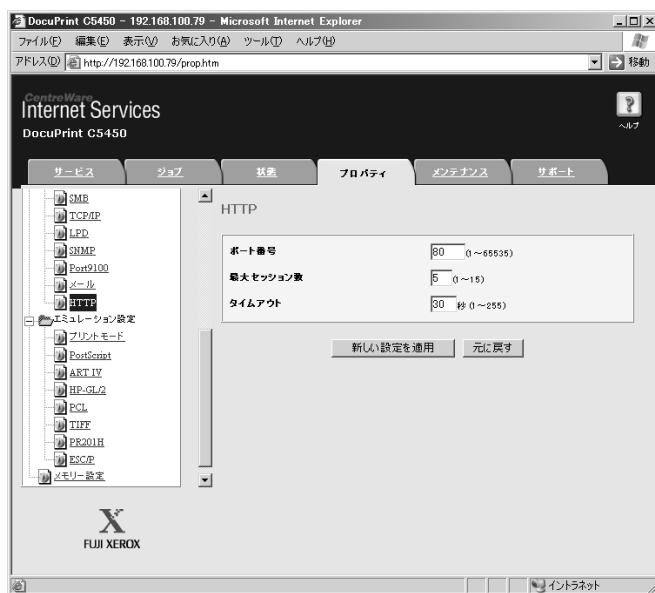 DocuPrint C5450 - 192.168.100.79 - Microsoft Internet Explorer
ファイル(F) 編集(E) 表示(V) お気に入り(A) ツール(T) ヘルプ(H)
アドレス(D) http://192.168.100.79/prop.htm 移動
CentreWare
Internet Services
DocuPrint C5450
ヘルプ
サービス ジョブ 状態 プロパティ メンテナンス サポート
SMB
TCP/IP
LPD
SNMP
Port9100
メール
HTTP
エミュレーション設定
プリントモード
PostScript
ART IV
HP-GL/2
PCL
TIFF
PR201H
ESC/P
メモリー設定
HTTP
ポート番号 80 (1～65535)
最大セッション数 5 (1～15)
タイムアウト 30 秒 (1～255)
新しい設定を適用 元に戻す
X
FUJI XEROX
イントラネット